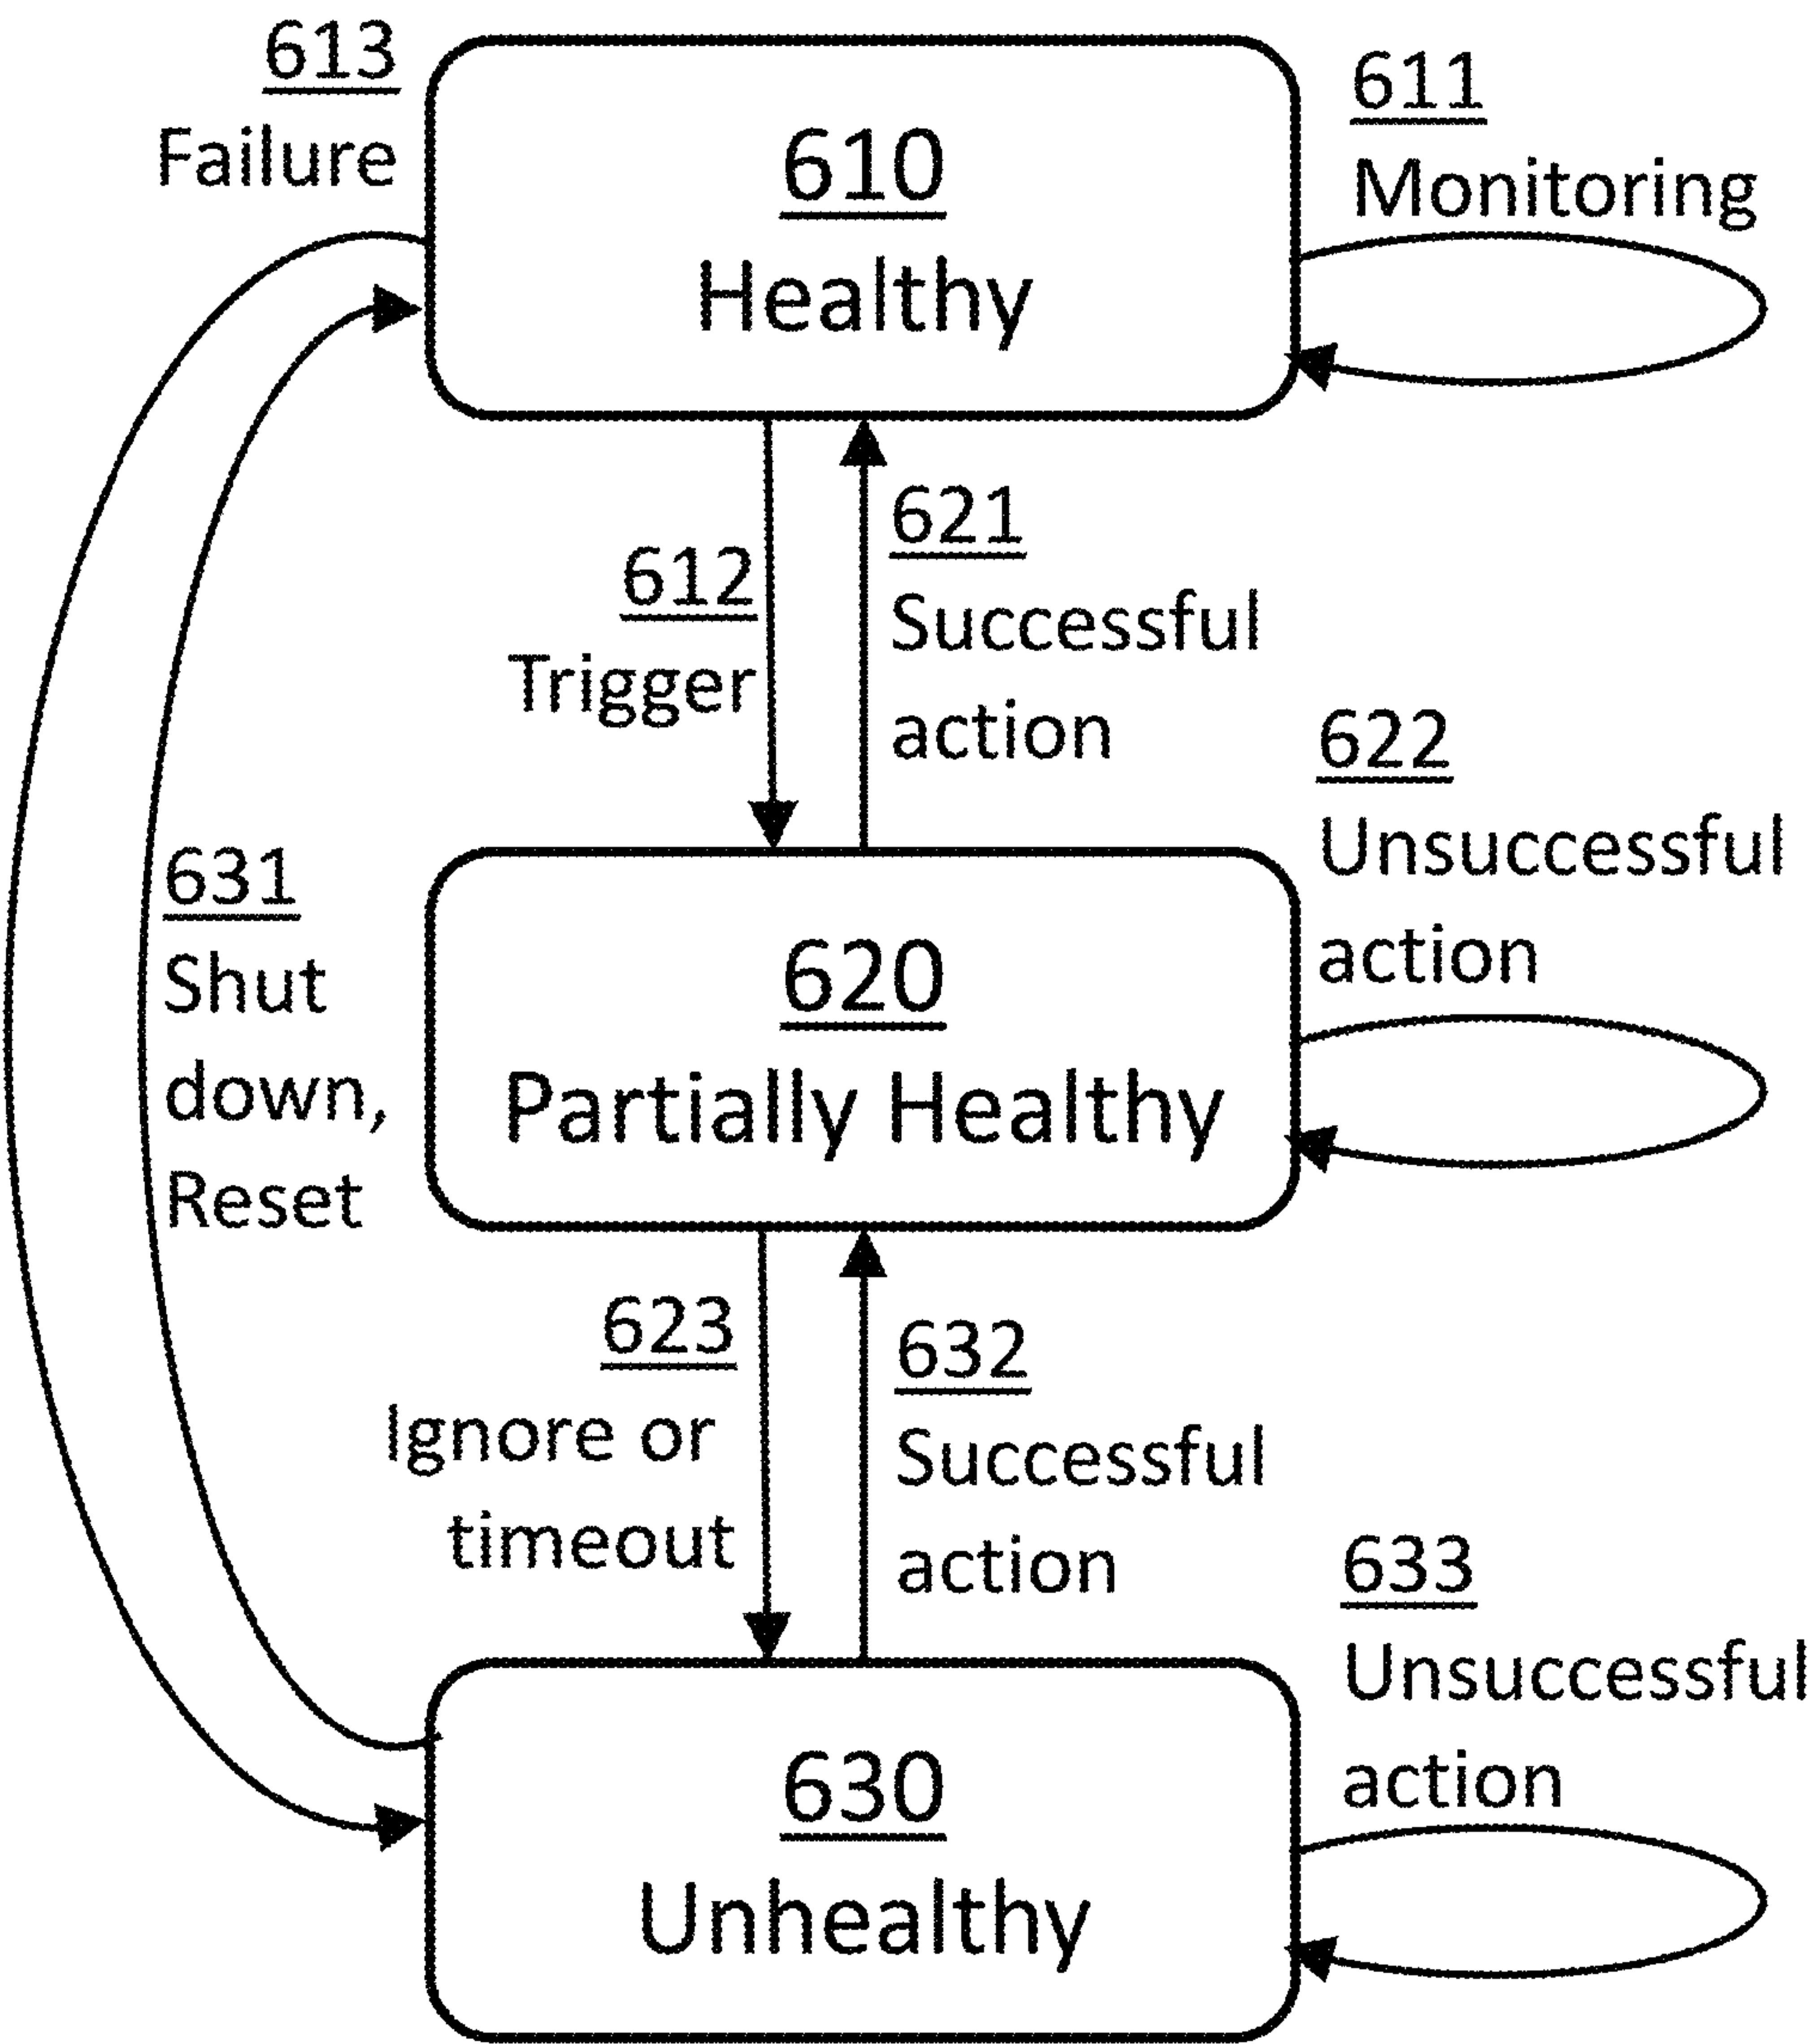 613
Failure
610
Healthy
611
Monitoring
612
Trigger
621
Successful
action
622
Unsuccessful
action
631
Shut
down,
Reset
620
Partially Healthy
623
Ignore or
timeout
632
Successful
action
633
Unsuccessful
action
630
Unhealthy